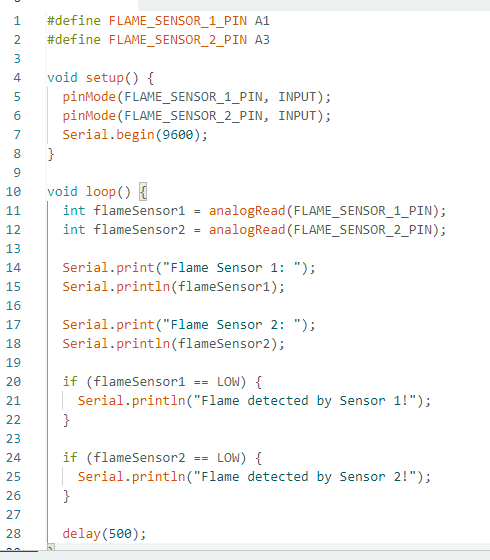 1 #define FLAME_SENSOR_1_PIN A1
2 #define FLAME_SENSOR_2_PIN A3
3
4 void setup() {
5   pinMode(FLAME_SENSOR_1_PIN, INPUT);
6   pinMode(FLAME_SENSOR_2_PIN, INPUT);
7   Serial.begin(9600);
8 }
9
10 void loop() {
11   int flameSensor1 = analogRead(FLAME_SENSOR_1_PIN);
12   int flameSensor2 = analogRead(FLAME_SENSOR_2_PIN);
13
14   Serial.print("Flame Sensor 1: ");
15   Serial.println(flameSensor1);
16
17   Serial.print("Flame Sensor 2: ");
18   Serial.println(flameSensor2);
19
20   if (flameSensor1 == LOW) {
21     Serial.println("Flame detected by Sensor 1!");
22   }
23
24   if (flameSensor2 == LOW) {
25     Serial.println("Flame detected by Sensor 2!");
26   }
27
28   delay(500);